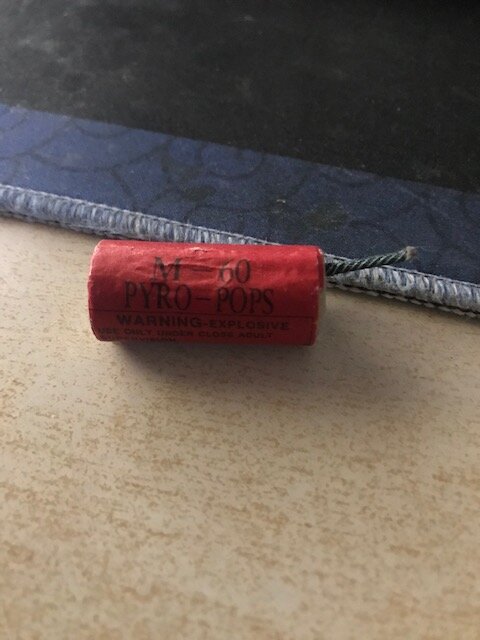 M-60
PYRO-POPS
WARNING-EXPLOSIVE
USE ONLY UNDER CLOSE ADULT